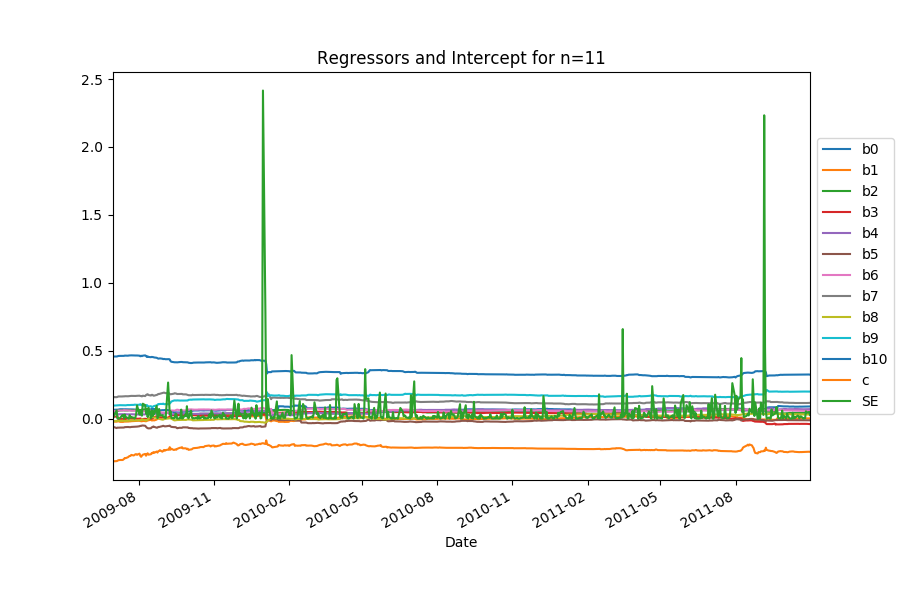 Regressors and Intercept for n=11
2.5
2.0
1.5
1.0
0.5
0.0
2009-08
2009-11
2010-02
2010-05
2010-08
2010-11
2011-02
2011-05
2011-08
Date
b0
b1
b2
b3
b4
b5
b6
b7
b8
b9
b10
c
SE